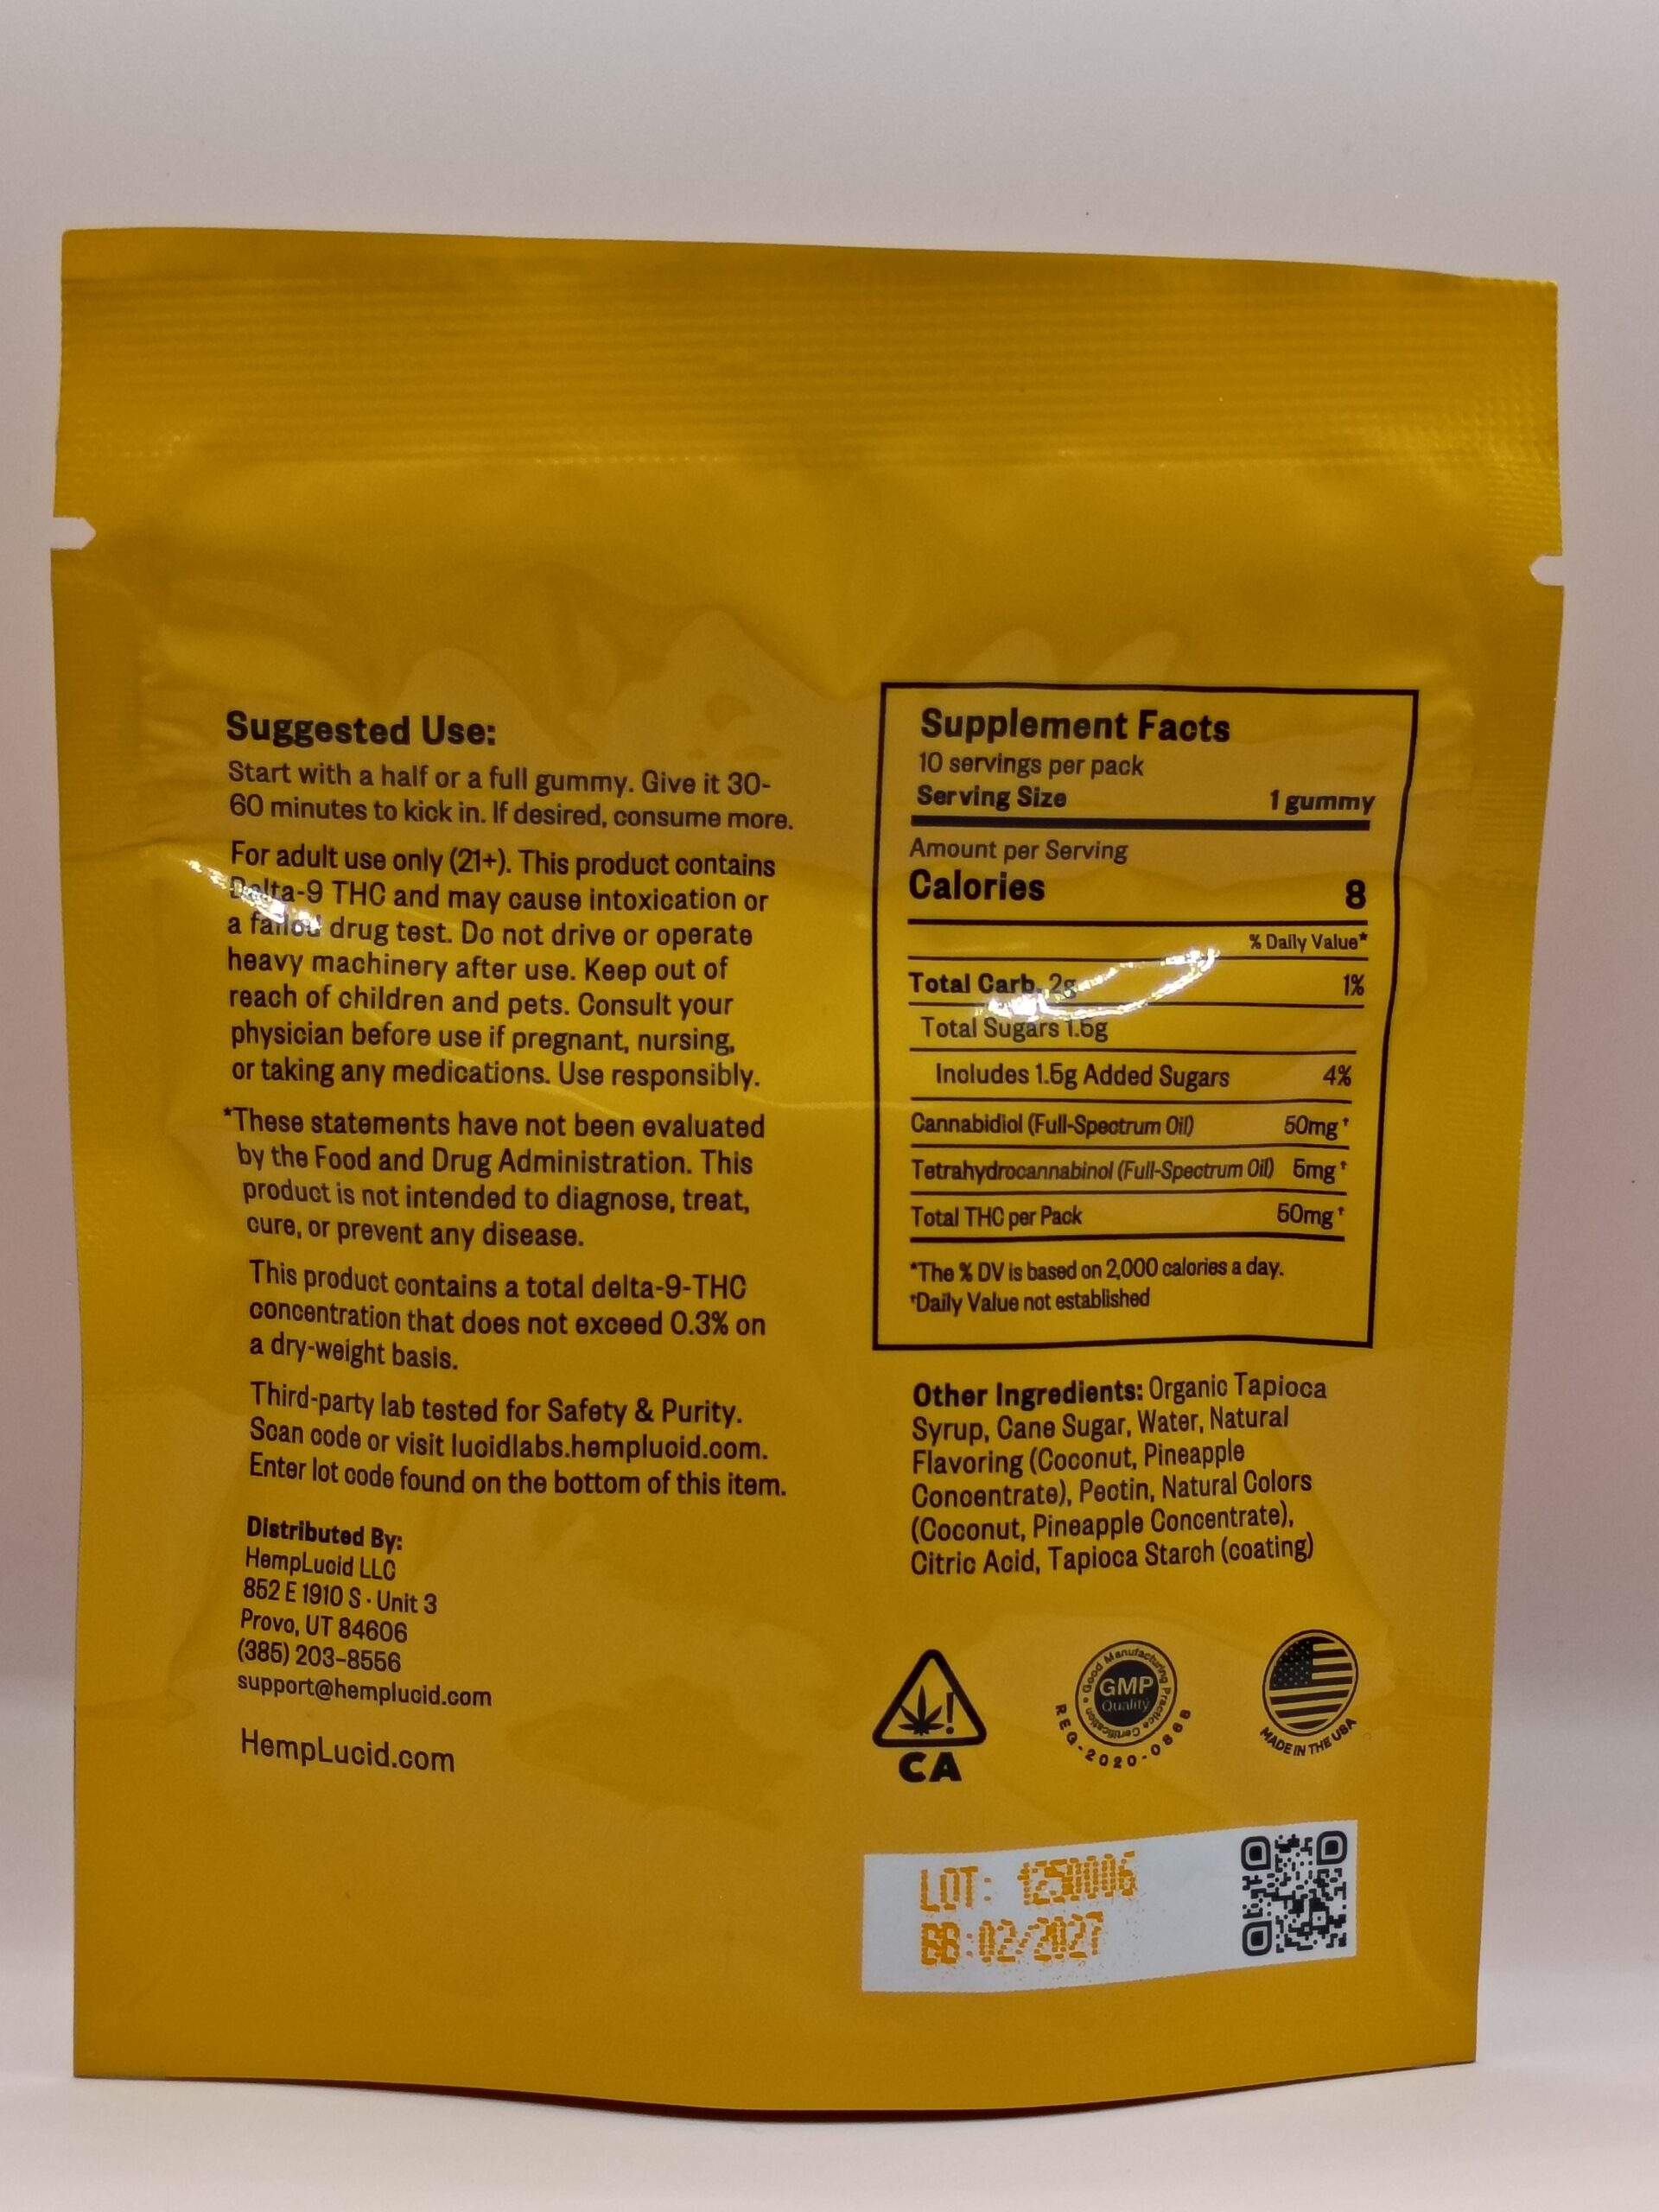 Suggested Use:
Start with a half or a full gummy. Give it 30-
60 minutes to kick in. If desired, consume more.
For adult use only (21+). This product contains
Delta-9 THC and may cause intoxication or
a failed drug test. Do not drive or operate
heavy machinery after use. Keep out of
reach of children and pets. Consult your
physician before use if pregnant, nursing,
or taking any medications. Use responsibly.
*These statements have not been evaluated
by the Food and Drug Administration. This
product is not intended to diagnose, treat,
cure, or prevent any disease.
This product contains a total delta-9-THC
concentration that does not exceed 0.3% on
a dry-weight basis.
Third-party lab tested for Safety & Purity.
Scan code or visit lucidlabs.hemplucid.com.
Enter lot code found on the bottom of this item.
Distributed By:
HempLucid LLC
852 E 1910 S · Unit 3
Provo, UT 84606
(385) 203-8556
support@hemplucid.com
HempLucid.com
Supplement Facts
10 servings per pack
Serving Size 1 gummy
Amount per Serving
Calories 8
% Daily Value*
Total Carb. 2g 1%
Total Sugars 1.5g
Includes 1.5g Added Sugars 4%
Cannabidiol (Full-Spectrum Oil) 50mg†
Tetrahydrocannabinol (Full-Spectrum Oil) 5mg†
Total THC per Pack 50mg†
*The % DV is based on 2,000 calories a day.
†Daily Value not established
Other Ingredients: Organic Tapioca
Syrup, Cane Sugar, Water, Natural
Flavoring (Coconut, Pineapple
Concentrate), Pectin, Natural Colors
(Coconut, Pineapple Concentrate),
Citric Acid, Tapioca Starch (coating)
!
CA
Good Manufacturing Practice Certification
GMP
Quality
REG-2020-0868
MADE IN THE USA
LOT: 1250006
BB:02/2027